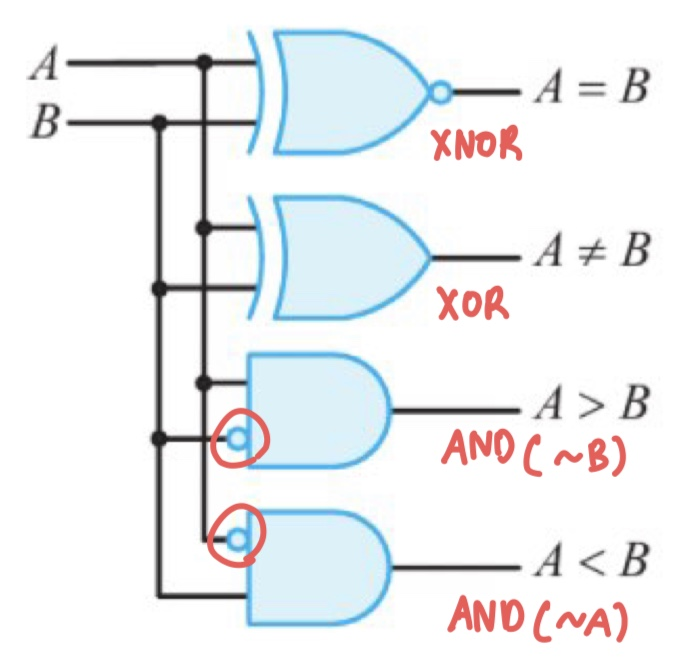 A
B
A = B
XNOR
A ≠ B
XOR
A > B
AND(~B)
A < B
AND(~A)